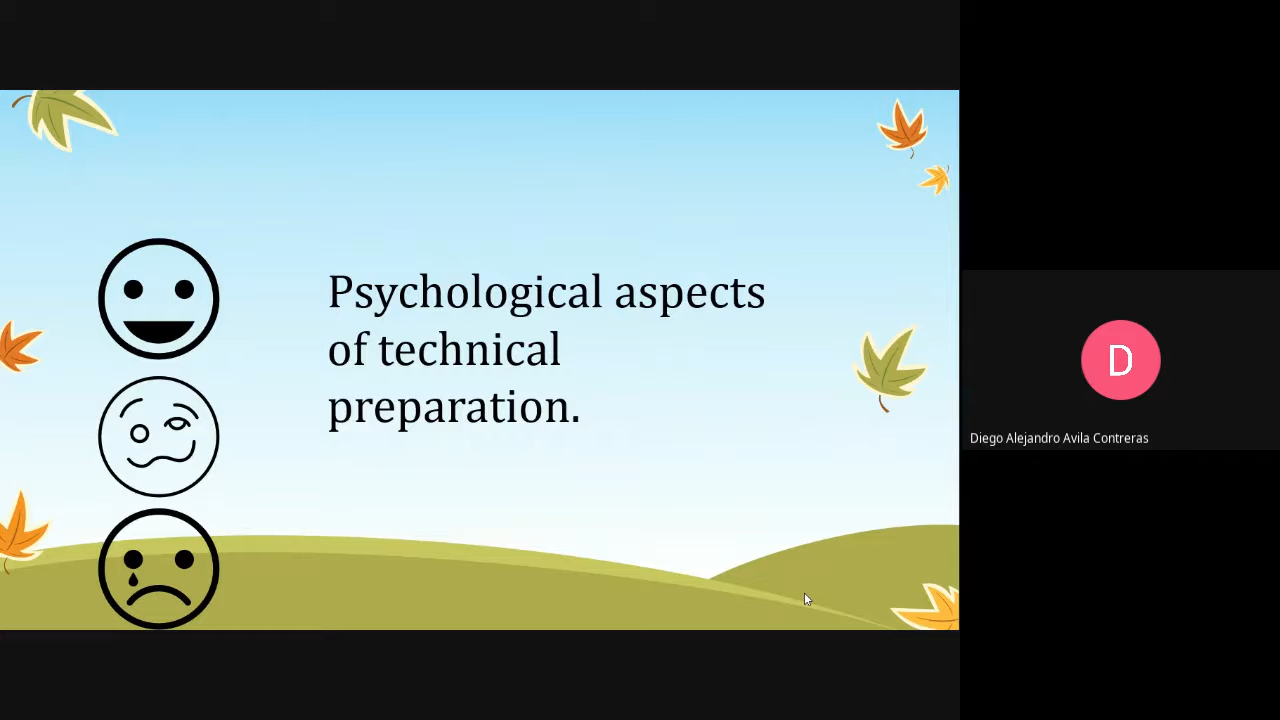 Psychological aspects
of technical
preparation.
D
Diego Alejandro Avila Contreras